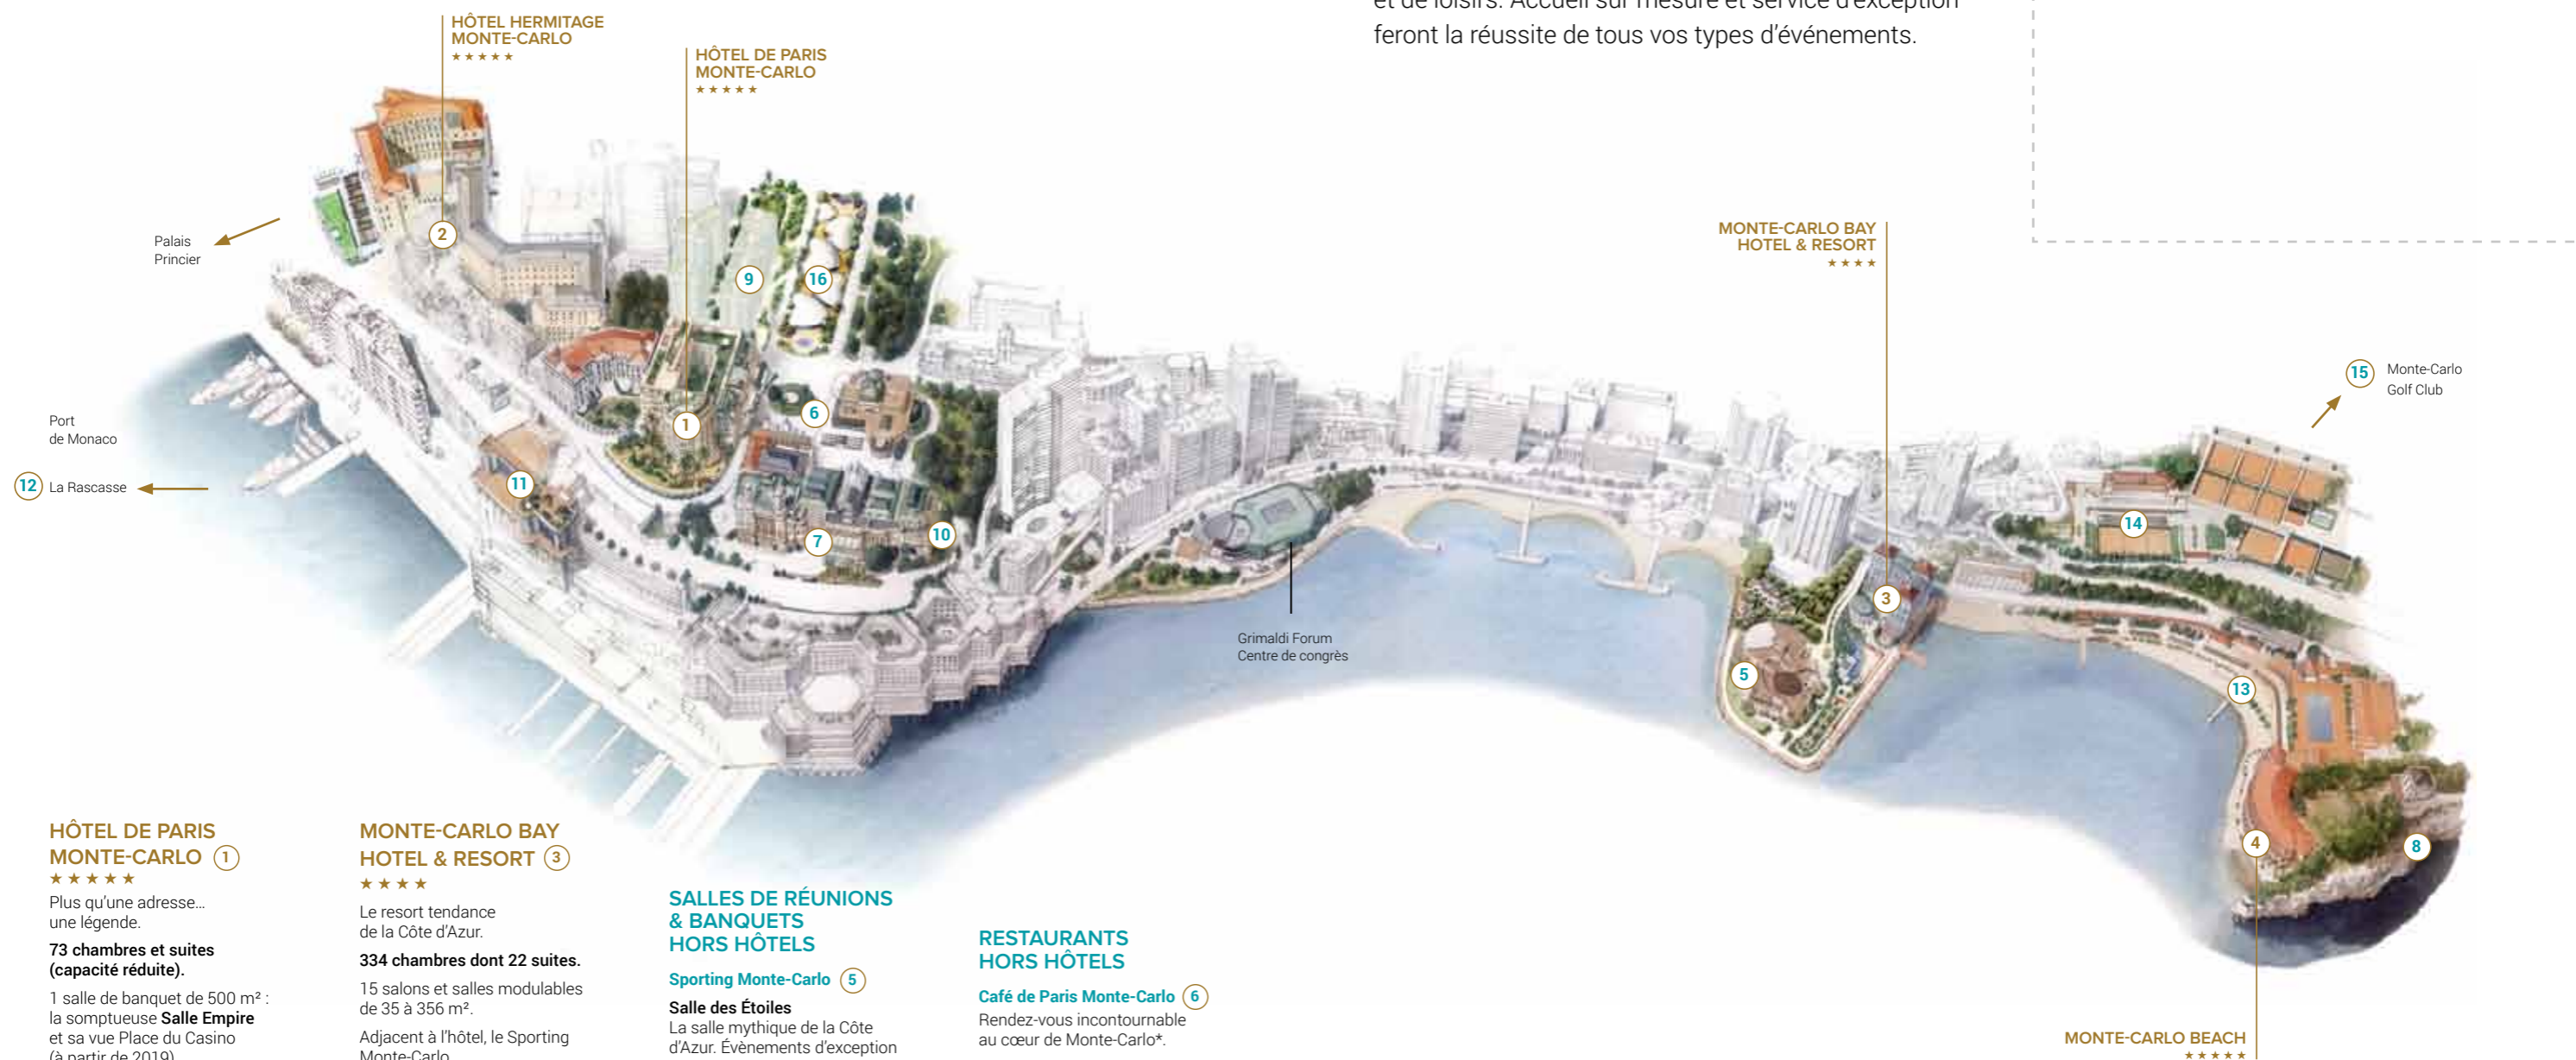 et de loisirs. Accueil sur mesure et service d'exception
feront la réussite de tous vos types d'événements.
HÔTEL HERMITAGE
MONTE-CARLO
★★★★★
HÔTEL DE PARIS
MONTE-CARLO
★★★★★
MONTE-CARLO BAY
HOTEL & RESORT
★★★★
Palais
Princier
2
9
16
15 Monte-Carlo
Golf Club
Port
de Monaco
6
1
12 La Rascasse
11
7
10
14
3
Grimaldi Forum
Centre de congrès
5
13
4
8
MONTE-CARLO BEACH
★★★★★
HÔTEL DE PARIS
MONTE-CARLO 1
★★★★★
Plus qu'une adresse...
une légende.
73 chambres et suites
(capacité réduite).
1 salle de banquet de 500 m² :
la somptueuse Salle Empire
et sa vue Place du Casino
(à partir de 2019)
MONTE-CARLO BAY
HOTEL & RESORT 3
★★★★
Le resort tendance
de la Côte d'Azur.
334 chambres dont 22 suites.
15 salons et salles modulables
de 35 à 356 m².
Adjacent à l'hôtel, le Sporting
Monte-Carlo
SALLES DE RÉUNIONS
& BANQUETS
HORS HÔTELS
Sporting Monte-Carlo 5
Salle des Étoiles
La salle mythique de la Côte
d'Azur. Évènements d'exception
RESTAURANTS
HORS HÔTELS
Café de Paris Monte-Carlo 6
Rendez-vous incontournable
au cœur de Monte-Carlo*.